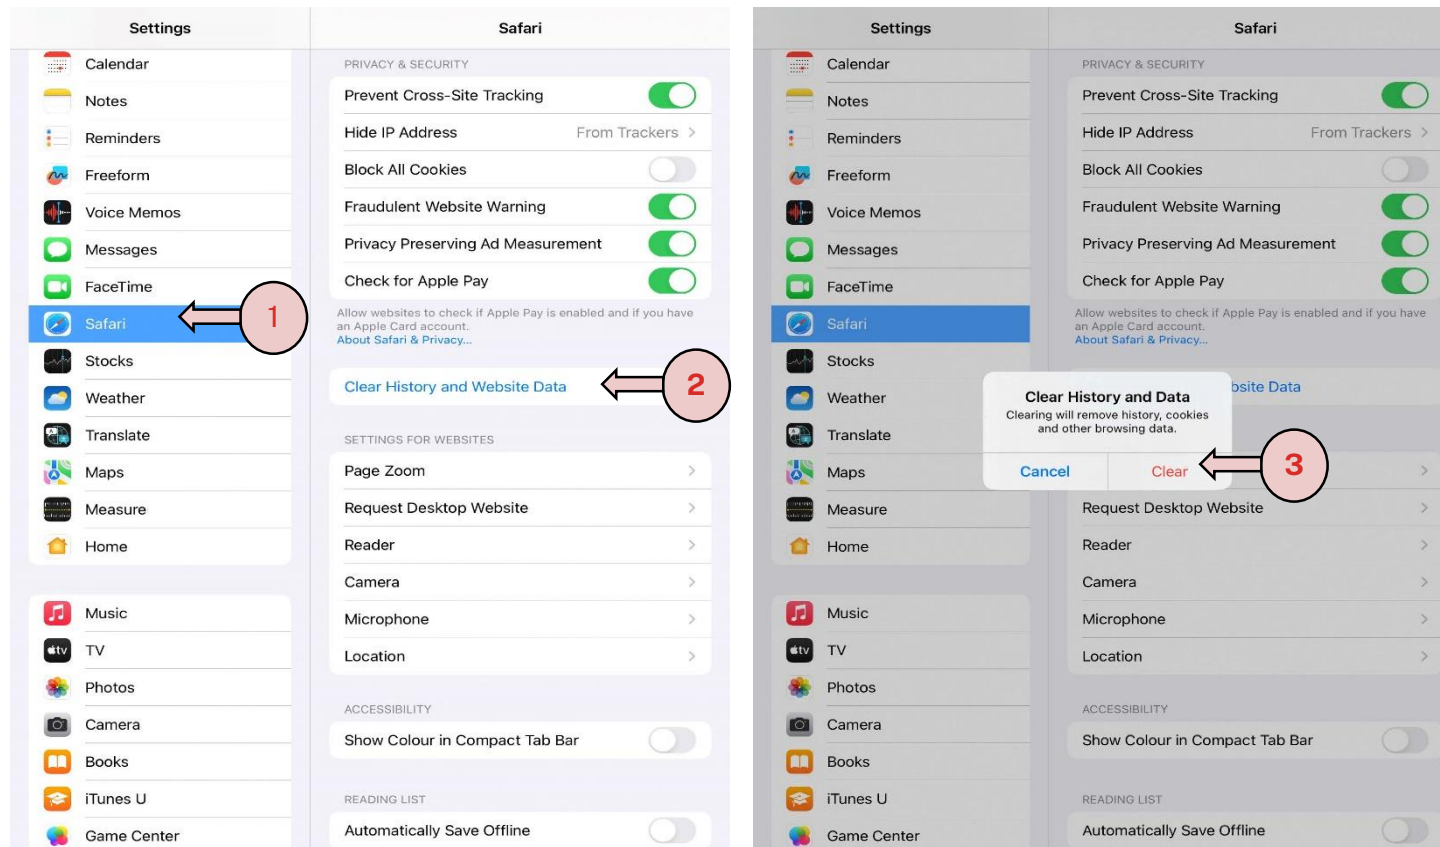 Settings
Calendar
Notes
Reminders
Freeform
Voice Memos
Messages
FaceTime
Safari
1
Stocks
Weather
Translate
Maps
Measure
Home
Music
tv
TV
Photos
Camera
Books
iTunes U
Game Center
Safari
PRIVACY & SECURITY
Prevent Cross-Site Tracking
Hide IP Address From Trackers
Block All Cookies
Fraudulent Website Warning
Privacy Preserving Ad Measurement
Check for Apple Pay
Allow websites to check if Apple Pay is enabled and if you have
an Apple Card account.
About Safari & Privacy...
Clear History and Website Data
2
SETTINGS FOR WEBSITES
Page Zoom
Request Desktop Website
Reader
Camera
Microphone
Location
ACCESSIBILITY
Show Colour in Compact Tab Bar
READING LIST
Automatically Save Offline
Settings
Calendar
Notes
Reminders
Freeform
Voice Memos
Messages
FaceTime
Safari
Stocks
Weather
Translate
Maps
Measure
Home
Music
tv
TV
Photos
Camera
Books
iTunes U
Game Center
Safari
PRIVACY & SECURITY
Prevent Cross-Site Tracking
Hide IP Address From Trackers
Block All Cookies
Fraudulent Website Warning
Privacy Preserving Ad Measurement
Check for Apple Pay
Allow websites to check if Apple Pay is enabled and if you have
an Apple Card account.
About Safari & Privacy...
bsite Data
Clear History and Data
Clearing will remove history, cookies
and other browsing data.
Cancel Clear
3
Request Desktop Website
Reader
Camera
Microphone
Location
ACCESSIBILITY
Show Colour in Compact Tab Bar
READING LIST
Automatically Save Offline